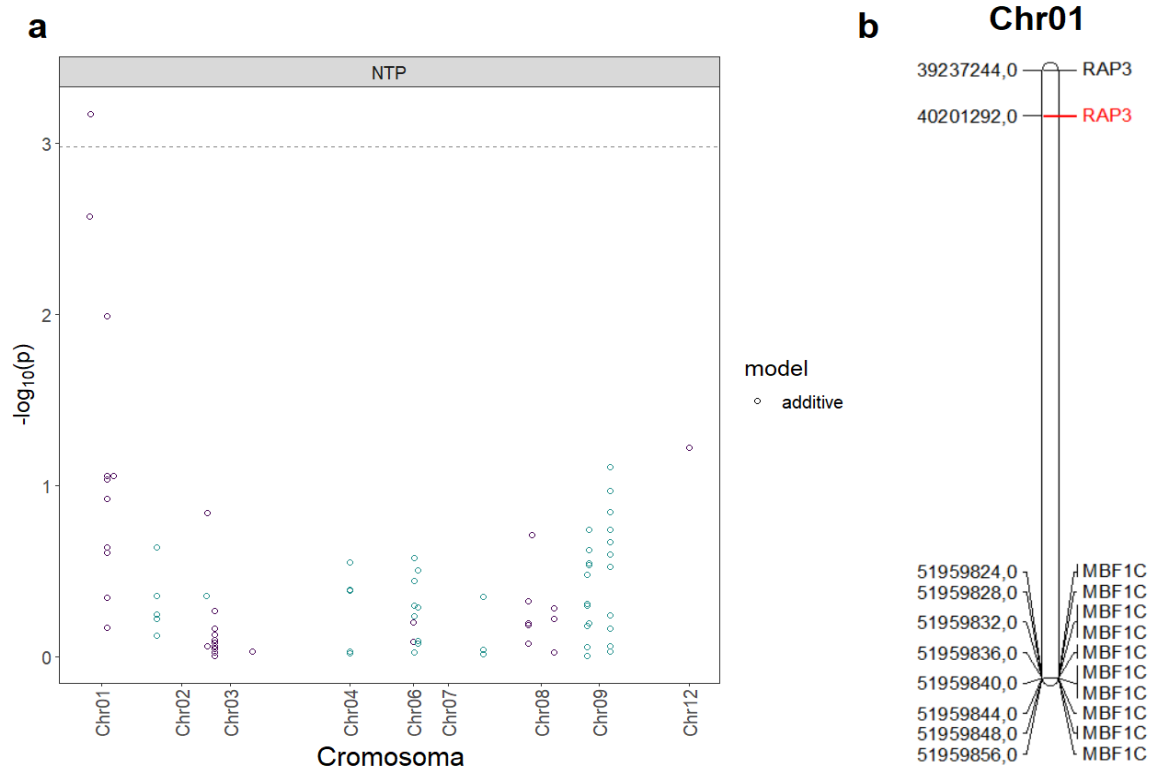 a
NTP
3
2
1
0
-log10(p)
Chr01
Chr02
Chr03
Chr04
Chr06
Chr07
Chr08
Chr09
Chr12
Cromosoma
model
additive
b
Chr01
39237244,0 RAP3
40201292,0 RAP3
51959824,0 MBF1C
51959828,0 MBF1C
MBF1C
51959832,0 MBF1C
51959836,0 MBF1C
MBF1C
51959840,0 MBF1C
51959844,0 MBF1C
51959848,0 MBF1C
51959856,0 MBF1C